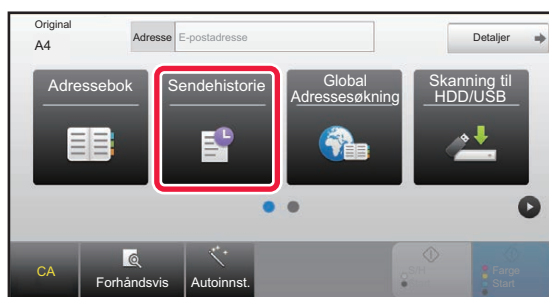 Original
A4
Adresse
E-postadresse
Detaljer
Adressebok
Sendehistorie
Global
Adressesøkning
Skanning til
HDD/USB
CA
Forhåndsvis
Autoinnst.
Farge
Start